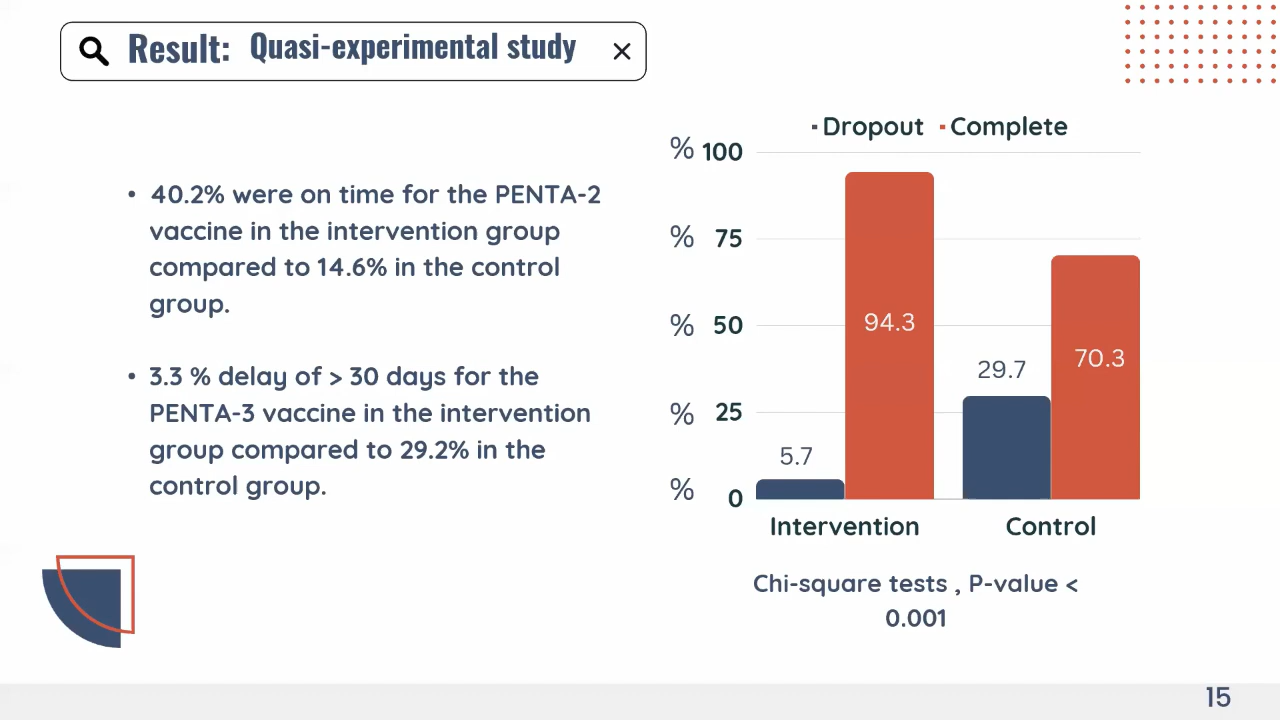 Result: Quasi-experimental study
• 40.2% were on time for the PENTA-2
vaccine in the intervention group
compared to 14.6% in the control
group.
• 3.3 % delay of > 30 days for the
PENTA-3 vaccine in the intervention
group compared to 29.2% in the
control group.
Dropout Complete
% 100
% 75
% 50
% 25
% 0
5.7
94.3
29.7
70.3
Intervention Control
Chi-square tests , P-value <
0.001
15